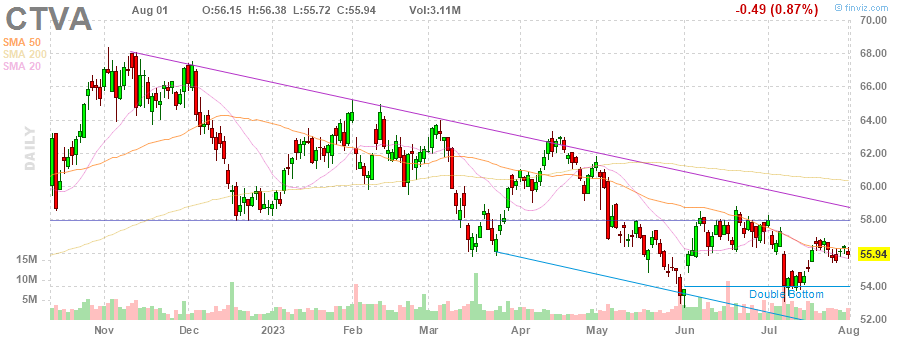 CTVA
Aug 01 O:56.15 H:56.38 L:55.72 C:55.94 Vol:3.11M
-0.49 (0.87%)
© finviz.com
SMA 50
SMA 200
SMA 20
DAILY
70.00
68.00
66.00
64.00
62.00
60.00
58.00
55.94
54.00
52.00
15M
10M
5M
Double Bottom
Nov Dec 2023 Feb Mar Apr May Jun Jul Aug